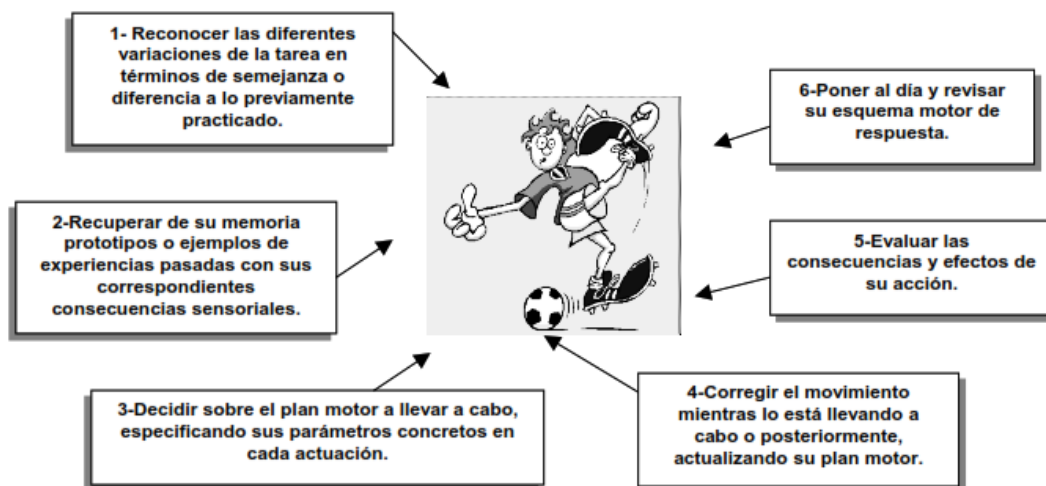 1- Reconocer las diferentes
variaciones de la tarea en
términos de semejanza o
diferencia a lo previamente
practicado.
2-Recuperar de su memoria
prototipos o ejemplos de
experiencias pasadas con sus
correspondientes
consecuencias sensoriales.
3-Decidir sobre el plan motor a llevar a cabo,
especificando sus parámetros concretos en
cada actuación.
4-Corregir el movimiento
mientras lo está llevando a
cabo o posteriormente,
actualizando su plan motor.
5-Evaluar las
consecuencias y efectos de
su acción.
6-Poner al día y revisar
su esquema motor de
respuesta.